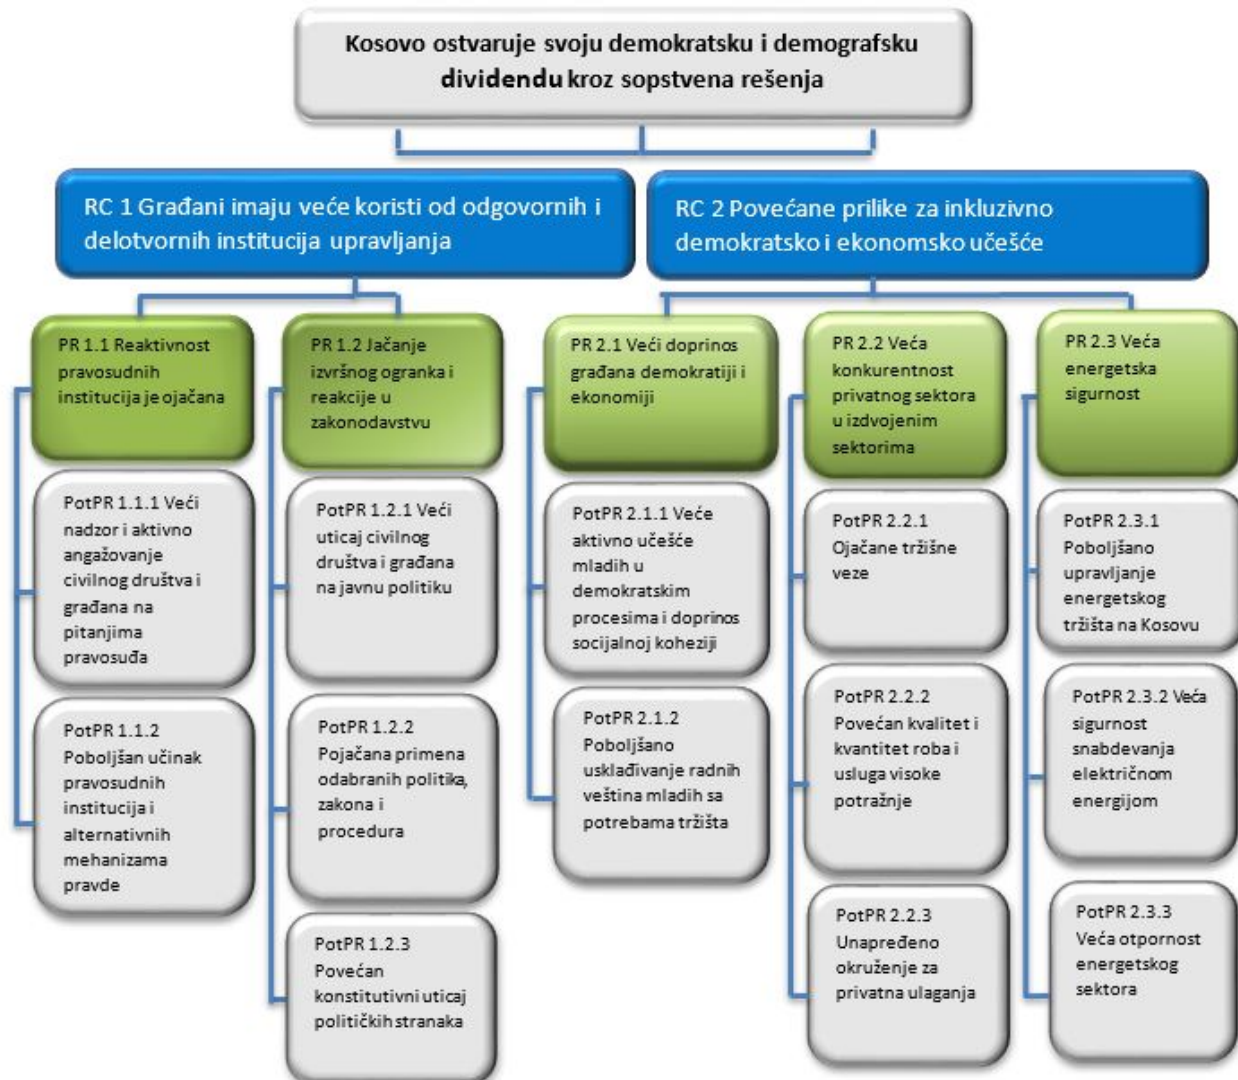 Kosovo ostvaruje svoju demokratsku i demografsku
dividendu kroz sopstvena rešenja
RC 1 Građani imaju veće koristi od odgovornih i
delotvornih institucija upravljanja
RC 2 Povećane prilike za inkluzivno
demokratsko i ekonomsko učešće
PR 1.1 Reaktivnost
pravosudnih
institucija je ojačana
PR 1.2 Jačanje
izvršnog ogranka i
reakcije u
zakonodavstvu
PR 2.1 Veći doprinos
građana demokratiji i
ekonomiji
PR 2.2 Veća
konkurentnost
privatnog sektora
u izdvojenim
sektorima
PR 2.3 Veća
energetska
sigurnost
PotPR 1.1.1 Veći
nadzor i aktivno
angažovanje
civilnog društva i
građana na
pitanjima
pravosuđa
PotPR 1.2.1 Veći
uticaj civilnog
društva i građana
na javnu politiku
PotPR 2.1.1 Veće
aktivno učešće
mladih u
demokratskim
procesima i doprinos
socijalnoj koheziji
PotPR 2.2.1
Ojačane tržišne
veze
PotPR 2.3.1
Poboljšano
upravljanje
energetskog
tržišta na Kosovu
PotPR 1.1.2
Poboljšan učinak
pravosudnih
institucija i
alternativnih
mehanizama
pravde
PotPR 1.2.2
Pojačana primena
odabranih politika,
zakona i
procedura
PotPR 2.1.2
Poboljšano
usklađivanje radnih
veština mladih sa
potrebama tržišta
PotPR 2.2.2
Povećan kvalitet i
kvantitet roba i
usluga visoke
potražnje
PotPR 2.3.2 Veća
sigurnost
snabdevanja
električnom
energijom
PotPR 1.2.3
Povećan
konstitutivni uticaj
političkih stranaka
PotPR 2.2.3
Unapređeno
okruženje za
privatna ulaganja
PotPR 2.3.3
Veća otpornost
energetskog
sektora